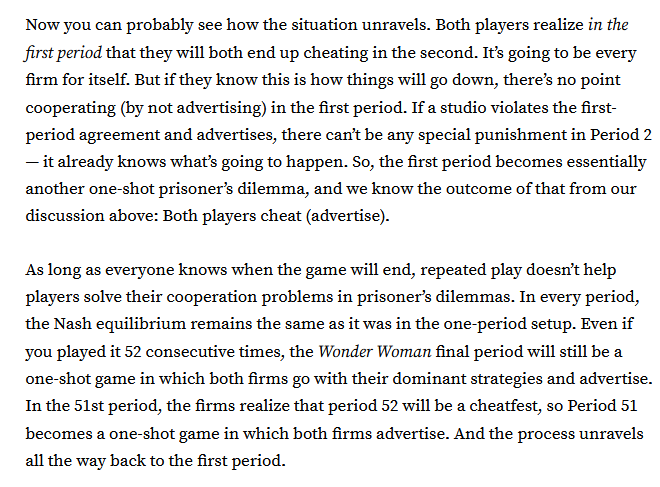 Now you can probably see how the situation unravels. Both players realize in the
first period that they will both end up cheating in the second. It's going to be every
firm for itself. But if they know this is how things will go down, there's no point
cooperating (by not advertising) in the first period. If a studio violates the first-
period agreement and advertises, there can't be any special punishment in Period 2
— it already knows what's going to happen. So, the first period becomes essentially
another one-shot prisoner's dilemma, and we know the outcome of that from our
discussion above: Both players cheat (advertise).
As long as everyone knows when the game will end, repeated play doesn't help
players solve their cooperation problems in prisoner's dilemmas. In every period,
the Nash equilibrium remains the same as it was in the one-period setup. Even if
you played it 52 consecutive times, the Wonder Woman final period will still be a
one-shot game in which both firms go with their dominant strategies and advertise.
In the 51st period, the firms realize that period 52 will be a cheatfest, so Period 51
becomes a one-shot game in which both firms advertise. And the process unravels
all the way back to the first period.